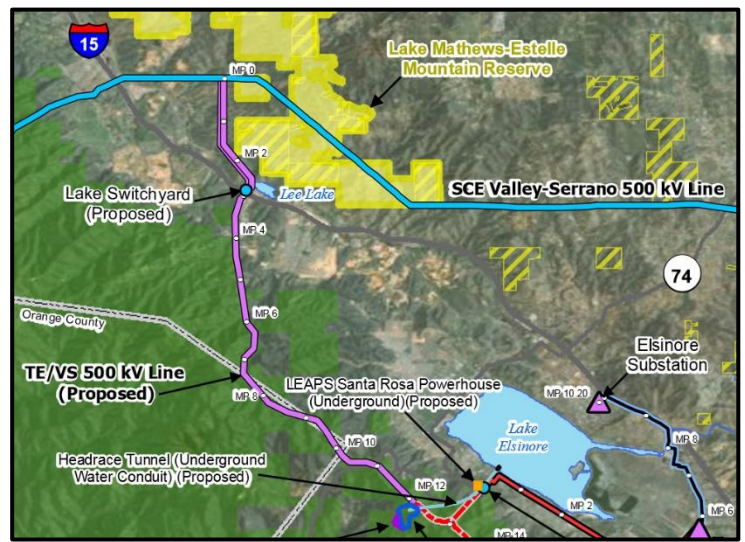 15
MP 0
Lake Mathews-Estelle
Mountain Reserve
MP 2
Lake Switchyard
(Proposed)
Lee Lake
SCE Valley-Serrano 500 kV Line
MP 4
74
MP 6
Orange County
Elsinore
Substation
TE/VS 500 kV Line
(Proposed)
MP 8
LEAPS Santa Rosa Powerhouse
(Underground)(Proposed)
MP 10.20
Lake
Elsinore
MP 10
MP 8
Headrace Tunnel (Underground
Water Conduit) (Proposed)
MP 12
MP 2
MP 6
MP 14